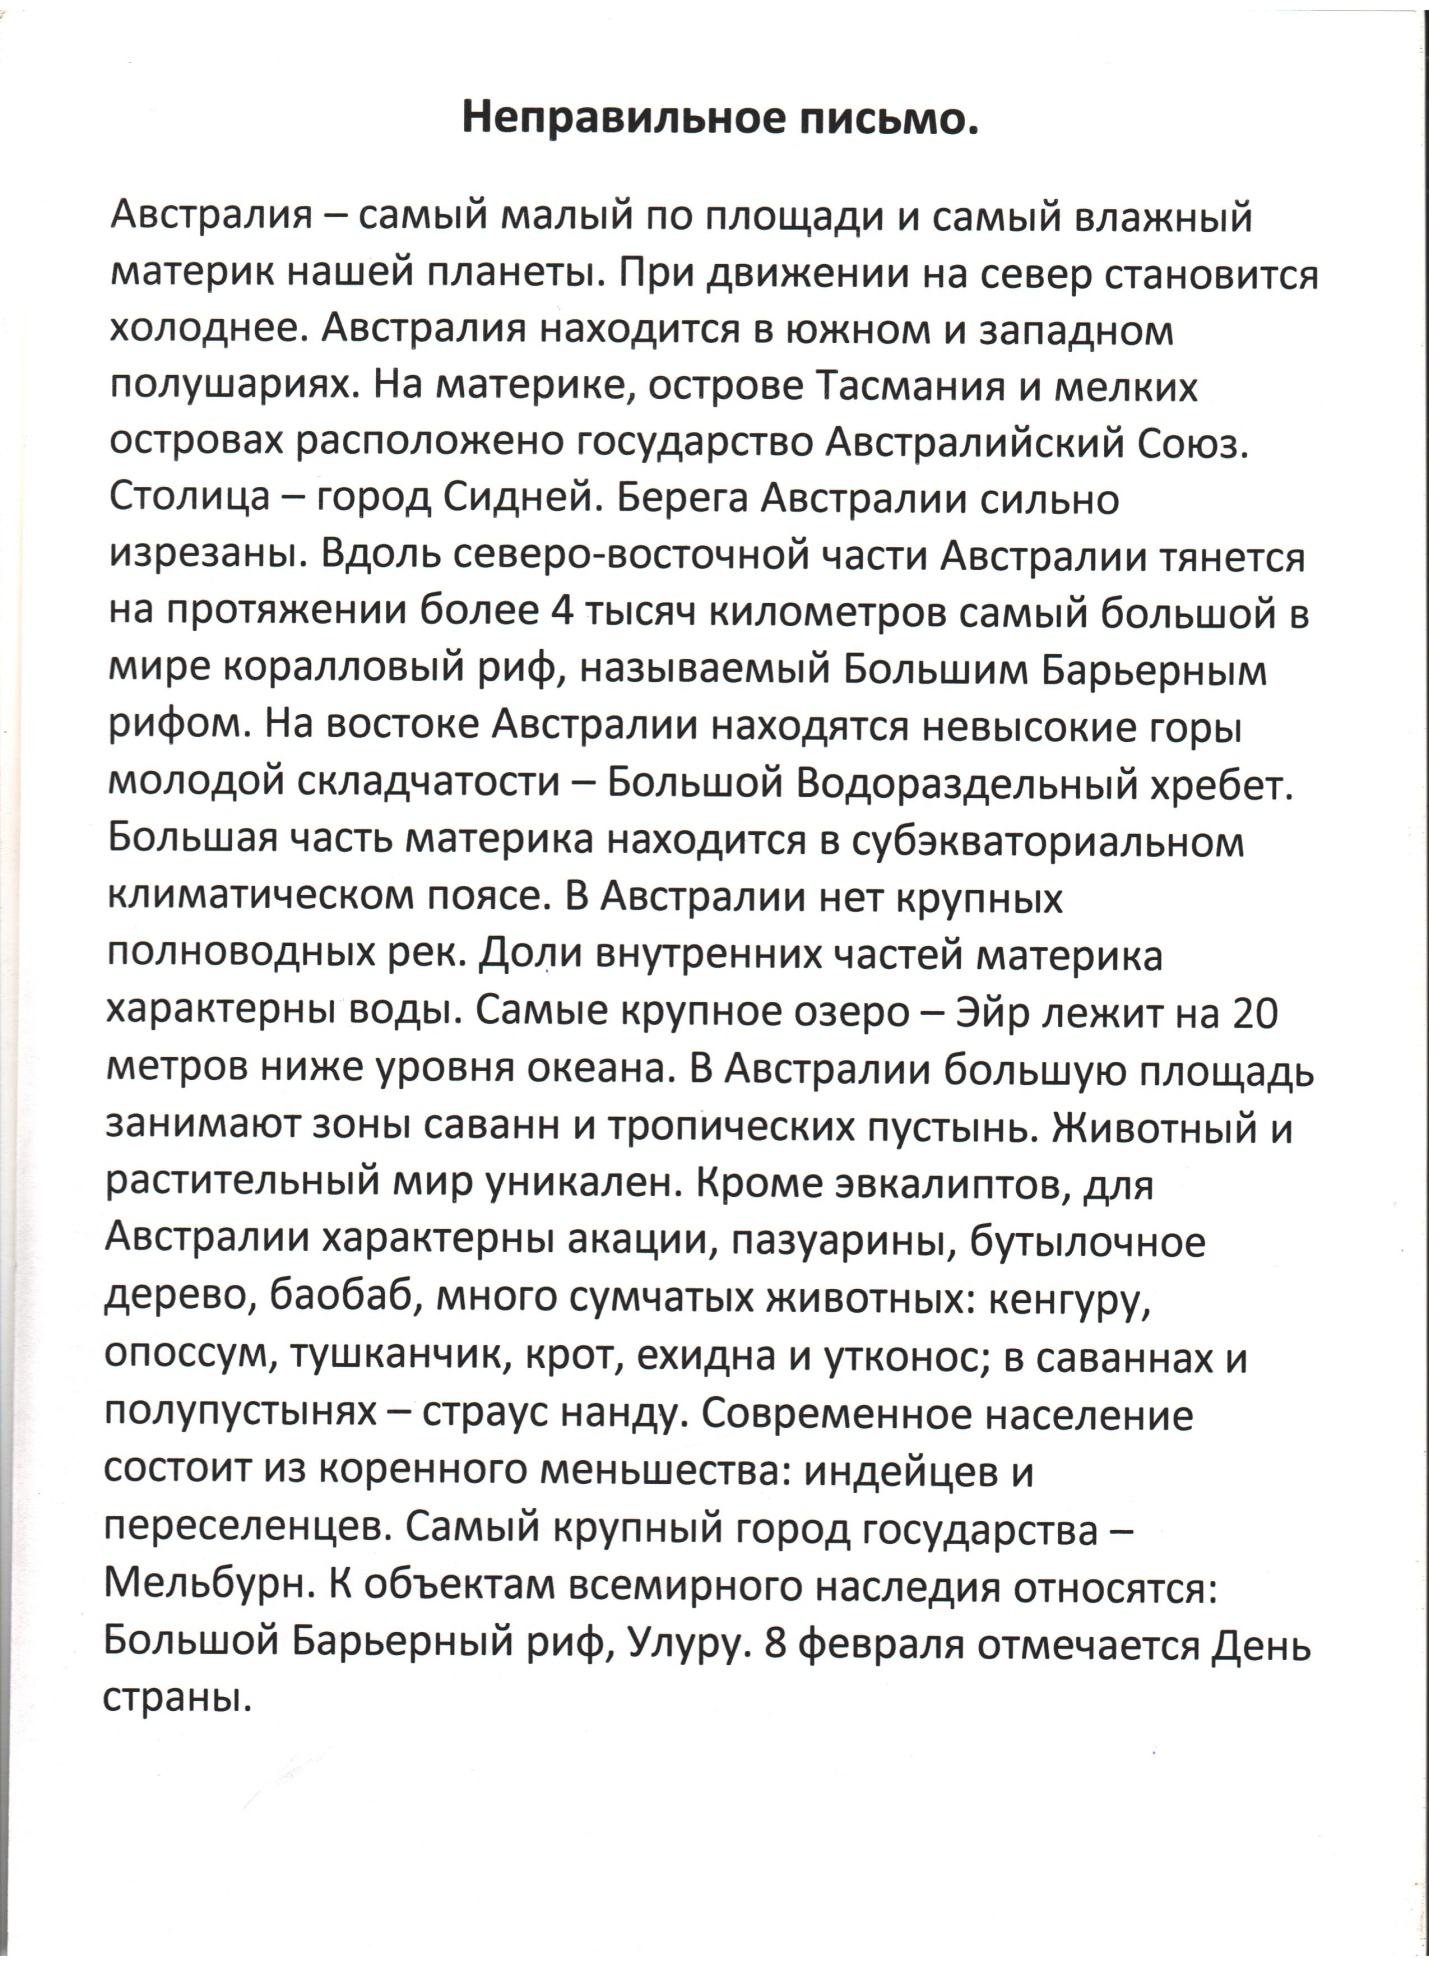 Неправильное письмо.
Австралия – самый малый по площади и самый влажный
материк нашей планеты. При движении на север становится
холоднее. Австралия находится в южном и западном
полушариях. На материке, острове Тасмания и мелких
островах расположено государство Австралийский Союз.
Столица – город Сидней. Берега Австралии сильно
изрезаны. Вдоль северо-восточной части Австралии тянется
на протяжении более 4 тысяч километров самый большой в
мире коралловый риф, называемый Большим Барьерным
рифом. На востоке Австралии находятся невысокие горы
молодой складчатости – Большой Водораздельный хребет.
Большая часть материка находится в субэкваториальном
климатическом поясе. В Австралии нет крупных
полноводных рек. Доли внутренних частей материка
характерны воды. Самые крупное озеро – Эйр лежит на 20
метров ниже уровня океана. В Австралии большую площадь
занимают зоны саванн и тропических пустынь. Животный и
растительный мир уникален. Кроме эвкалиптов, для
Австралии характерны акации, пазуарины, бутылочное
дерево, баобаб, много сумчатых животных: кенгуру,
опоссум, тушканчик, крот, ехидна и утконос; в саваннах и
полупустынях – страус нанду. Современное население
состоит из коренного меньшества: индейцев и
переселенцев. Самый крупный город государства –
Мельбурн. К объектам всемирного наследия относятся:
Большой Барьерный риф, Улуру. 8 февраля отмечается День
страны.